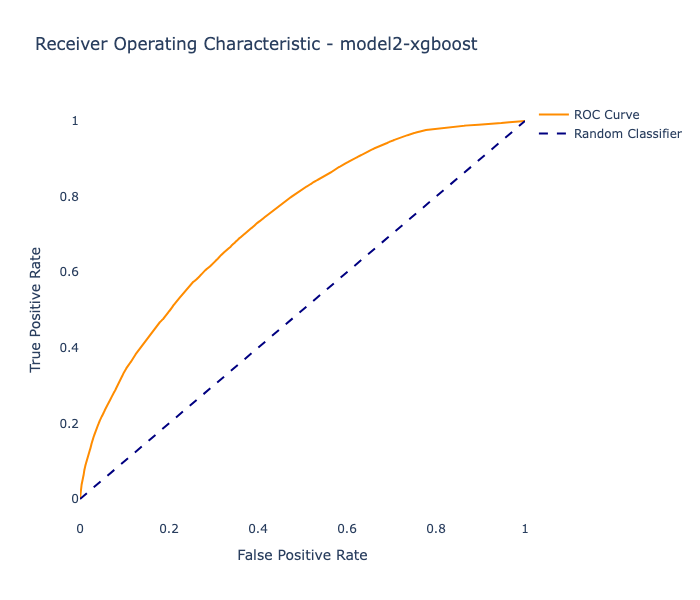 Receiver Operating Characteristic - model2-xgboost
ROC Curve
Random Classifier
True Positive Rate
1
0.8
0.6
0.4
0.2
0
0
0.2
0.4
0.6
0.8
1
False Positive Rate